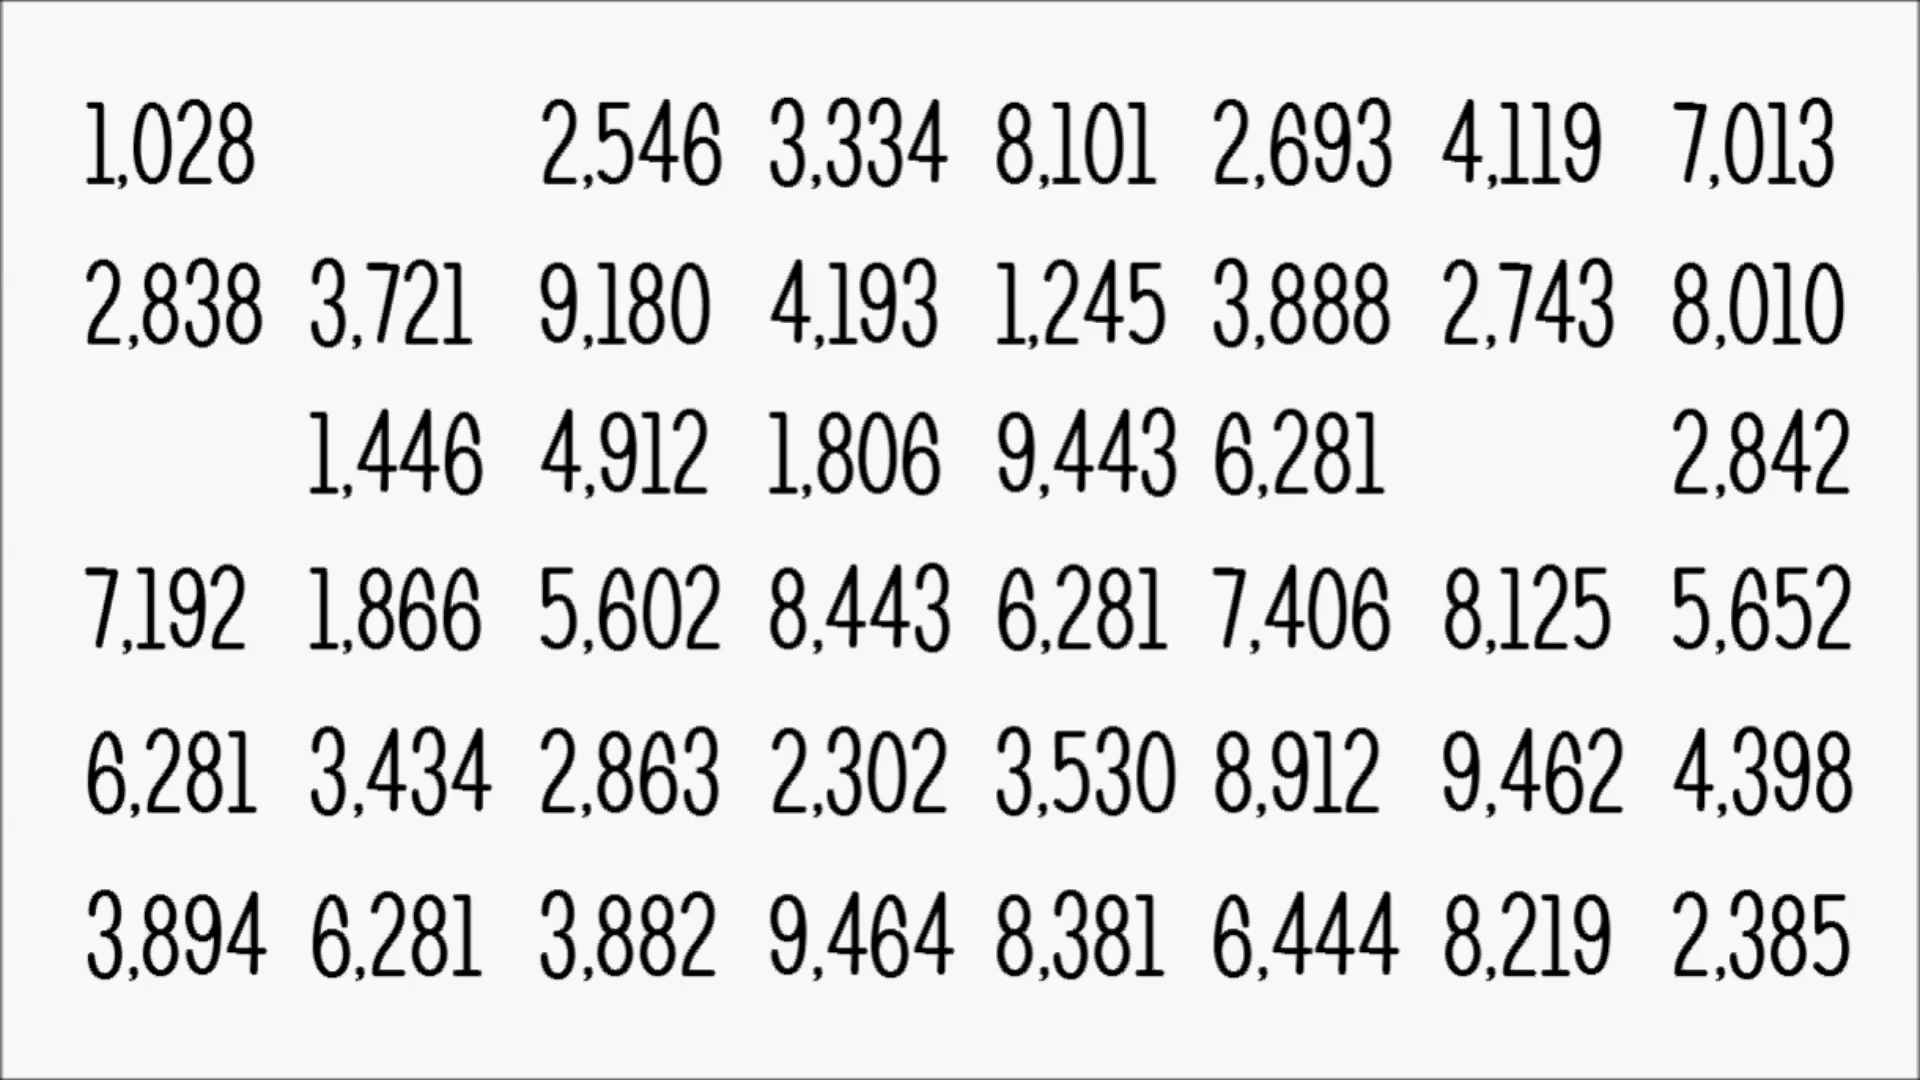 1,028 2,546 3,334 8,101 2,693 4,119 7,013
2,838 3,721 9,180 4,193 1,245 3,888 2,743 8,010
1,446 4,912 1,806 9,443 6,281 2,842
7,192 1,866 5,602 8,443 6,281 7,406 8,125 5,652
6,281 3,434 2,863 2,302 3,530 8,912 9,462 4,398
3,894 6,281 3,882 9,464 8,381 6,444 8,219 2,385